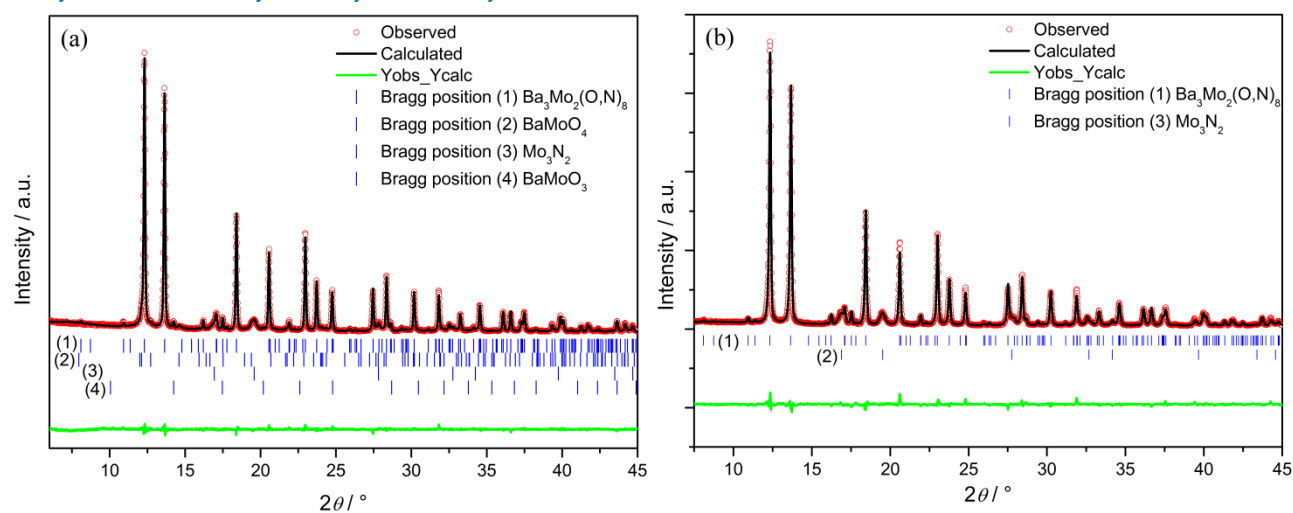 (a)
Observed
Calculated
Yobs_Ycalc
Bragg position (1) Ba₃Mo₂(O,N)₈
Bragg position (2) BaMoO₄
Bragg position (3) Mo₃N₂
Bragg position (4) BaMoO₃
Intensity / a.u.
(1)
(2)
(3)
(4)
10 15 20 25 30 35 40 45
2θ / °
(b)
Observed
Calculated
Yobs_Ycalc
Bragg position (1) Ba₃Mo₂(O,N)₈
Bragg position (3) Mo₃N₂
Intensity / a.u.
(1)
(2)
10 15 20 25 30 35 40 45
2θ / °